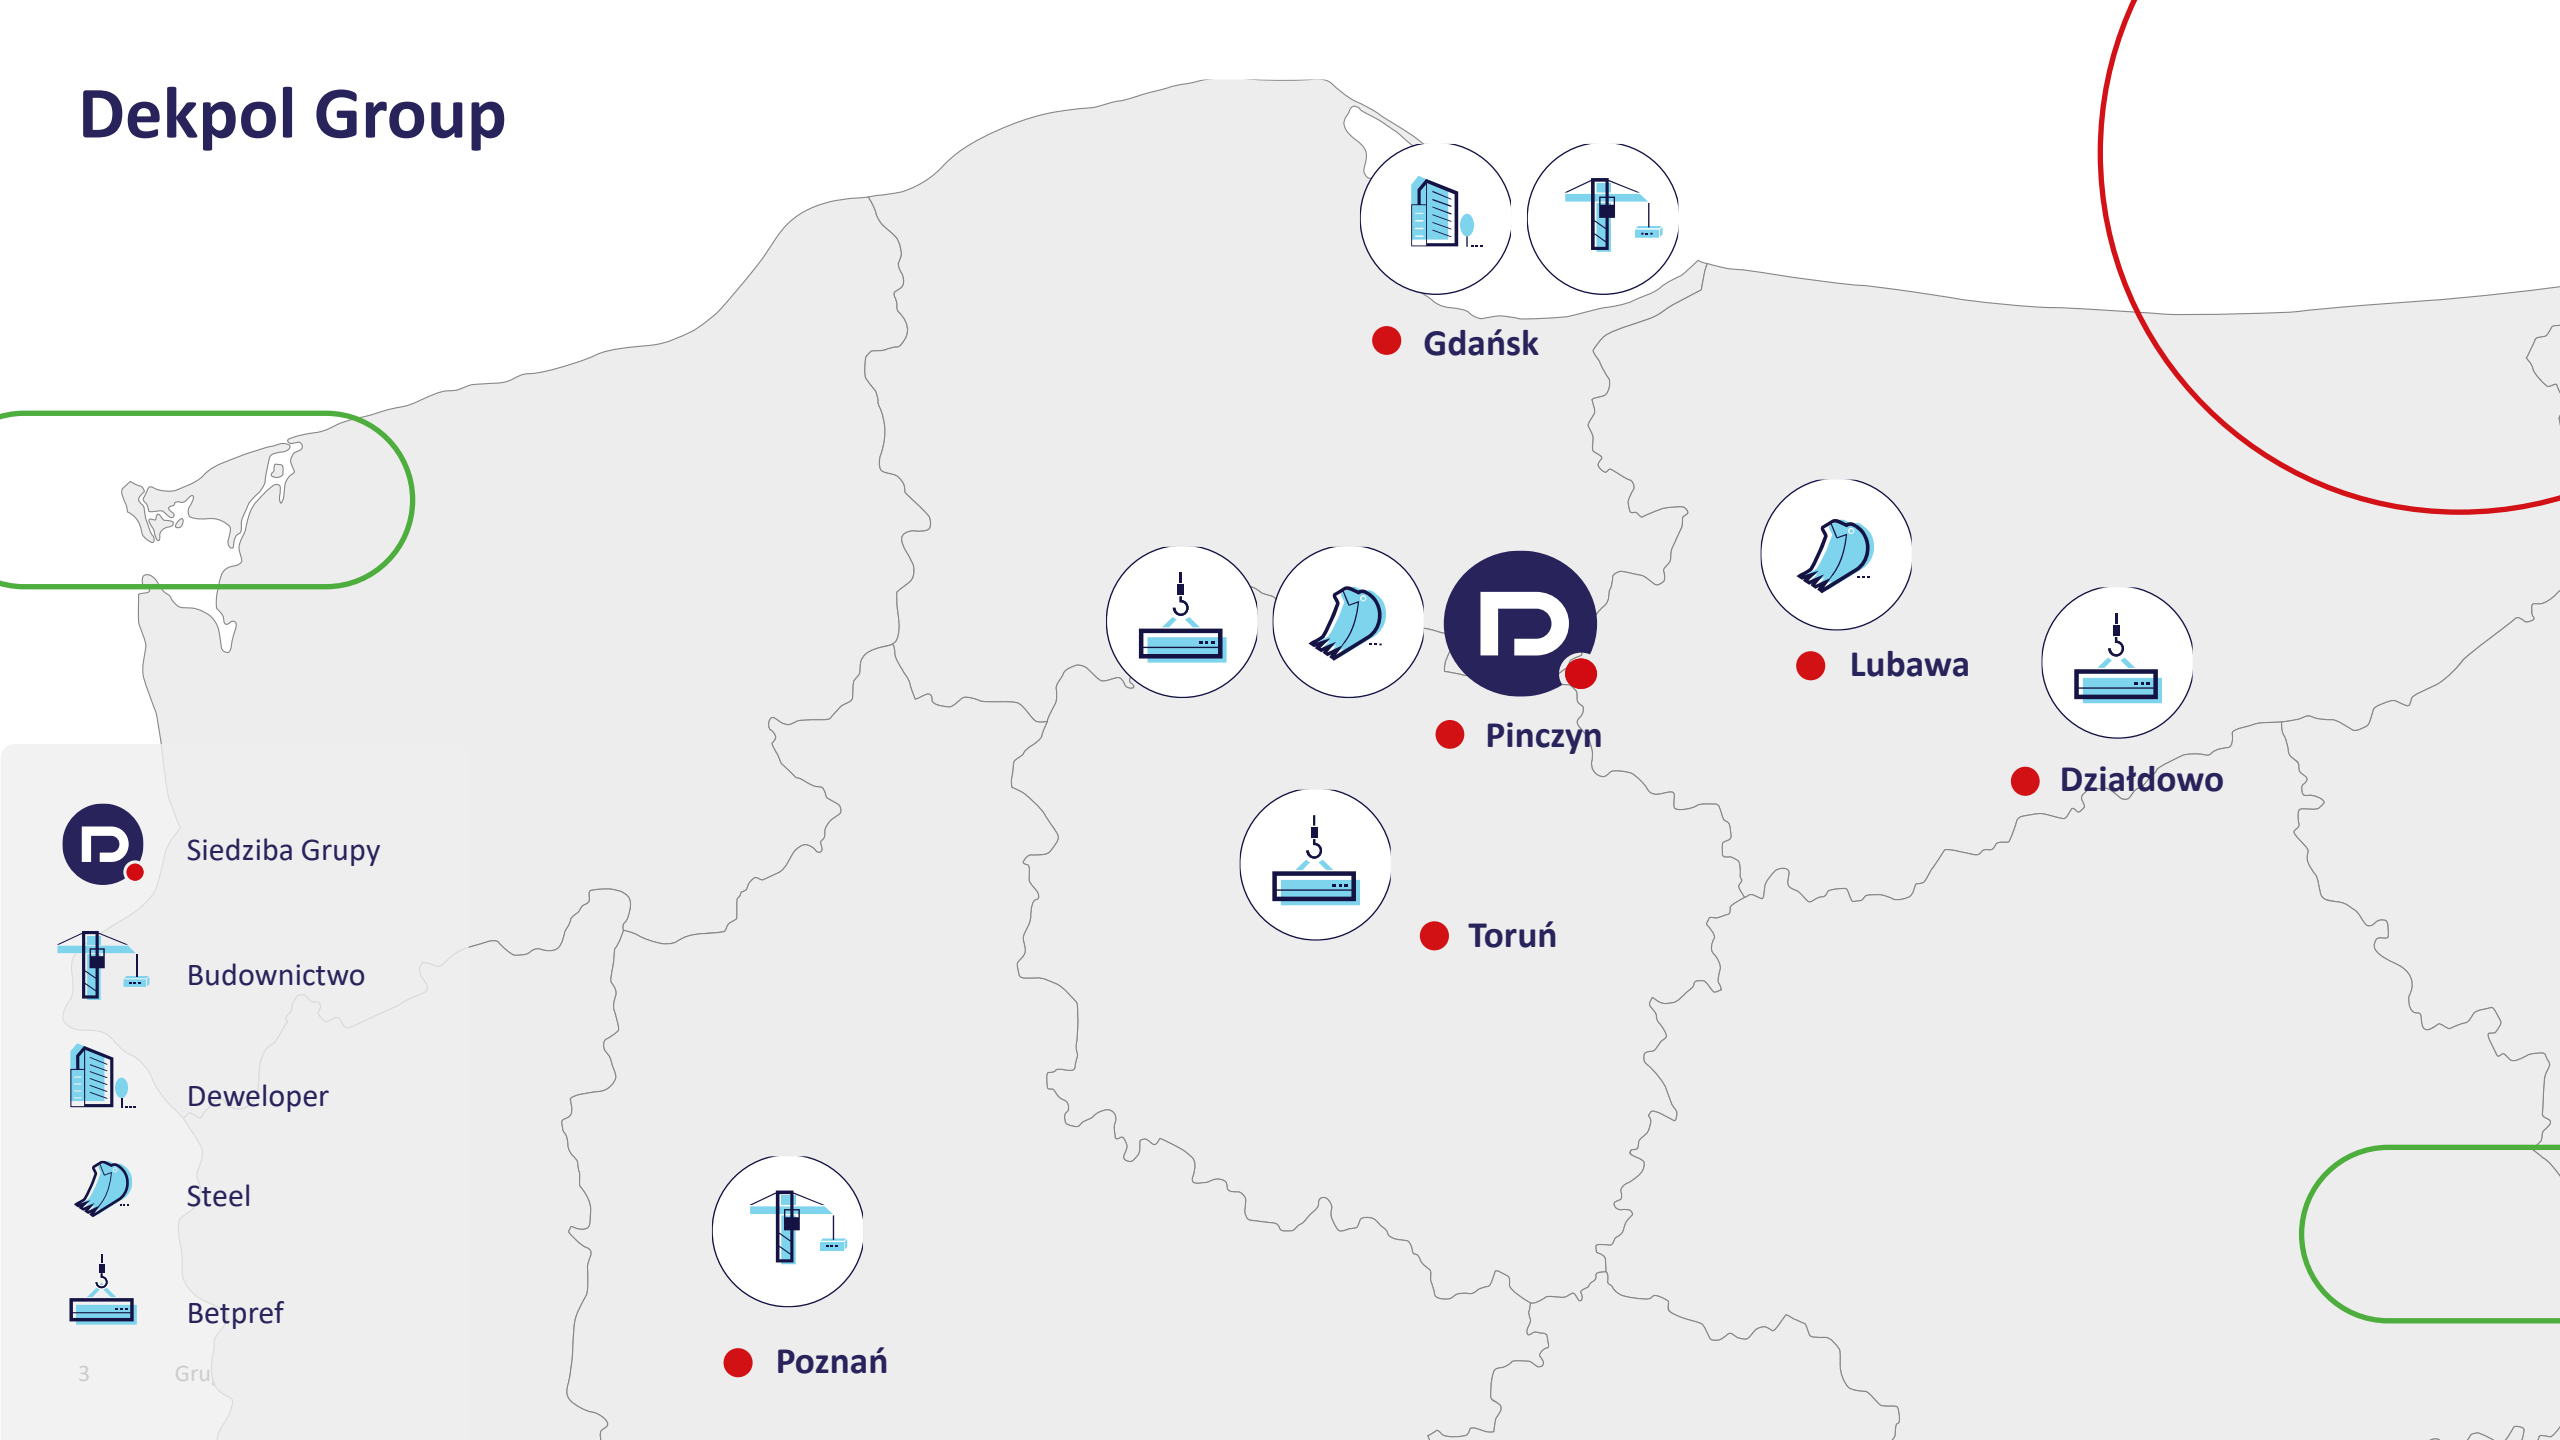 Dekpol Group
Gdańsk
Lubawa
Pinczyn
Działdowo
Toruń
Poznań
Siedziba Grupy
Budownictwo
Deweloper
Steel
Betpref
3